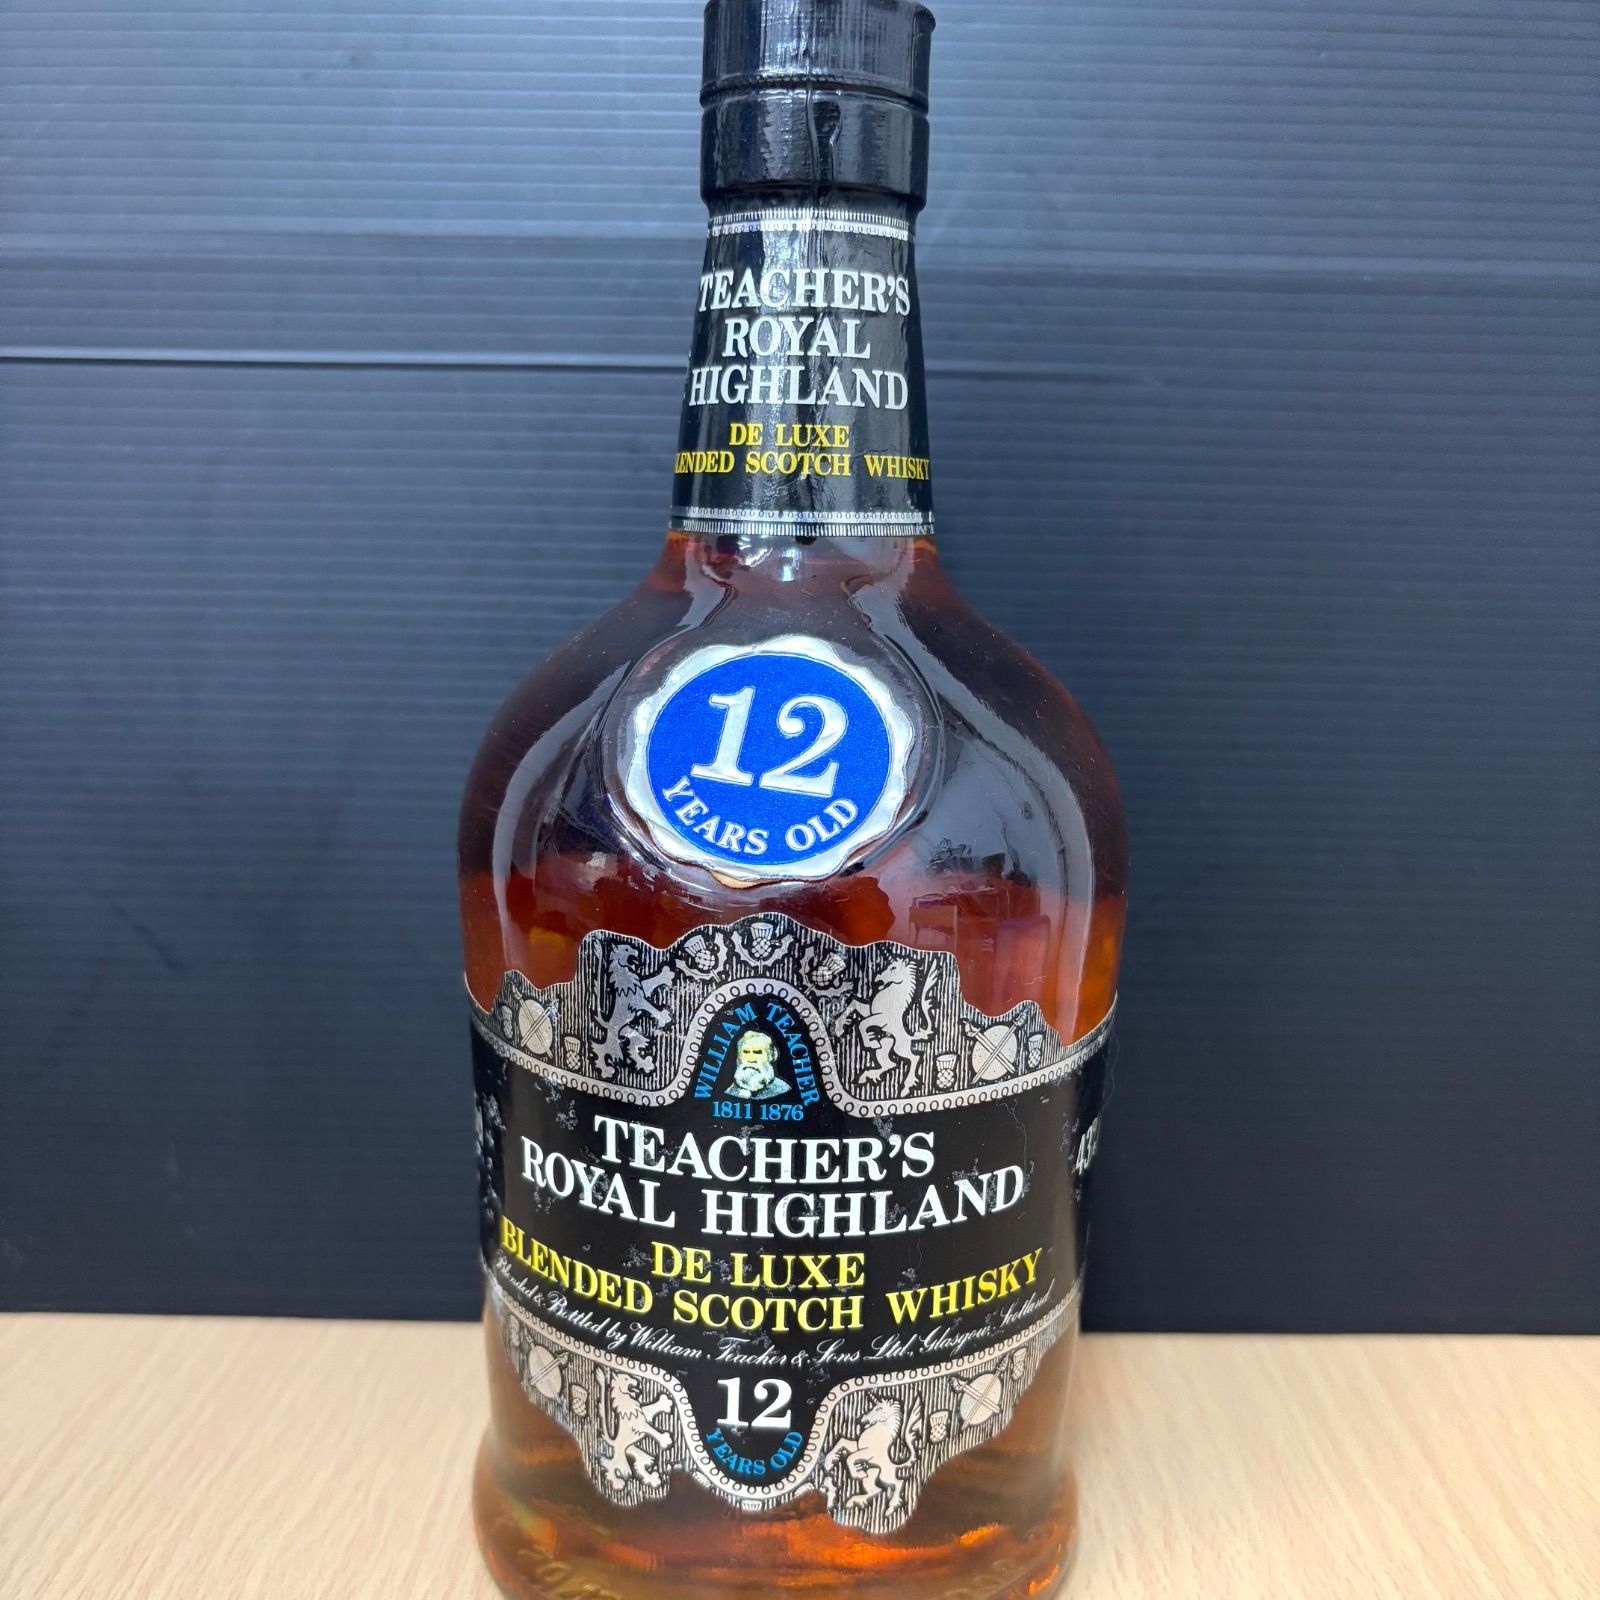 TEACHER'S
ROYAL
HIGHLAND
DE LUXE
SCOTCH WHISKY
12
YEARS OLD
WILLIAM TEACHER
1811 1876
TEACHER'S
ROYAL HIGHLAND
DE LUXE
BLENDED SCOTCH WHISKY
Blended & Bottled by William Teacher & Sons Ltd., Glasgow, Scotland
12
YEARS OLD